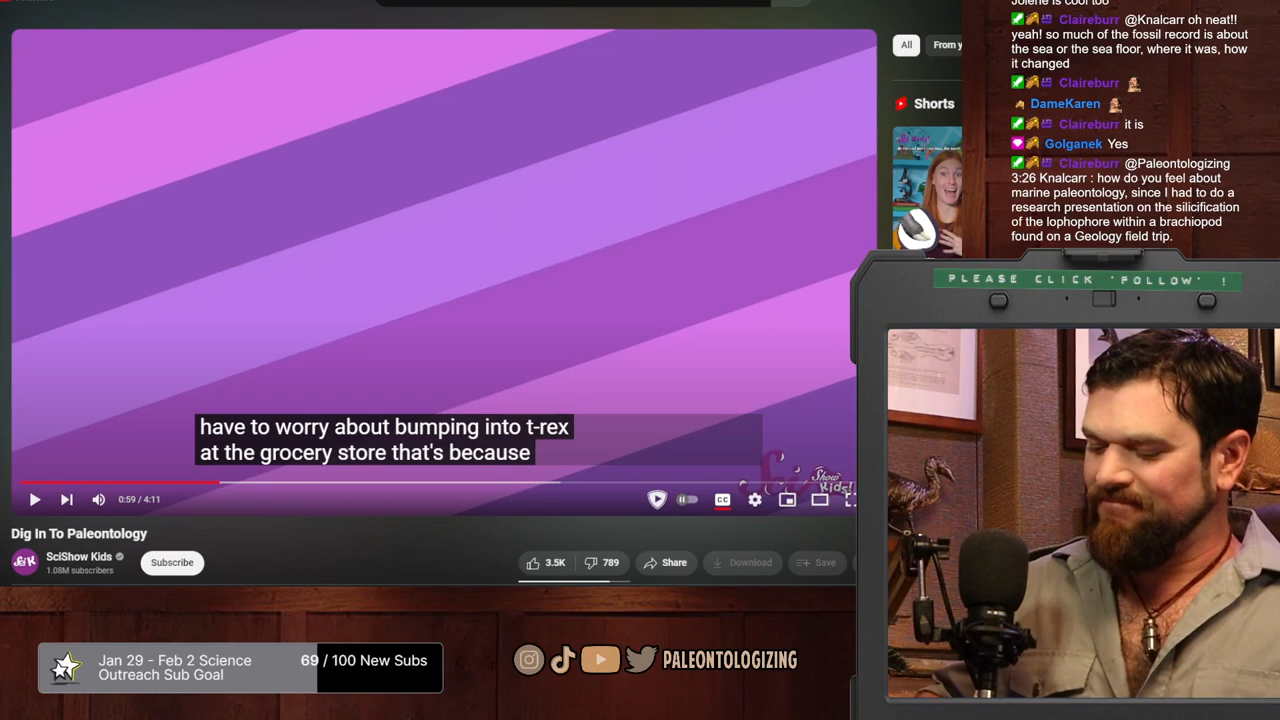 All
From y
Shorts
have to worry about bumping into t-rex
at the grocery store that's because
0:59 / 4:11
CC
Show
Kids!
Dig In To Paleontology
SciShow Kids
1.08M subscribers
Subscribe
3.5K
789
Share
Download
Save
Jan 29 - Feb 2 Science
Outreach Sub Goal
69 / 100 New Subs
PALEONTOLOGIZING
Jolene is cool too
Claireburr @Knalcarr oh neat!!
yeah! so much of the fossil record is about
the sea or the sea floor, where it was, how
it changed
Claireburr
DameKaren
Claireburr it is
Golganek Yes
Claireburr @Paleontologizing
3:26 Knalcarr : how do you feel about
marine paleontology, since I had to do a
research presentation on the silicification
of the lophophore within a brachiopod
found on a Geology field trip.
PLEASE CLICK "FOLLOW" !